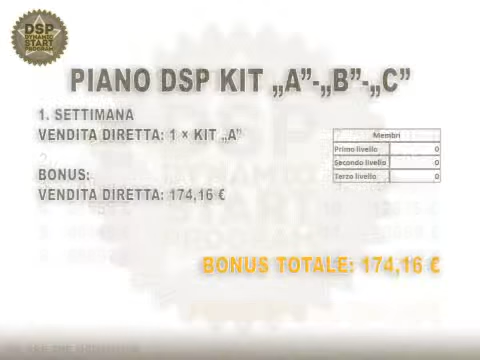 DSP
DYNAMIC
START
PROGRAM
PIANO DSP KIT „A”-„B”-„C”
1. SETTIMANA
VENDITA DIRETTA: 1 × KIT „A”
Membri
Primo livello 0
Secondo livello 0
Terzo livello 0
BONUS:
VENDITA DIRETTA: 174,16 €
BONUS TOTALE: 174,16 €